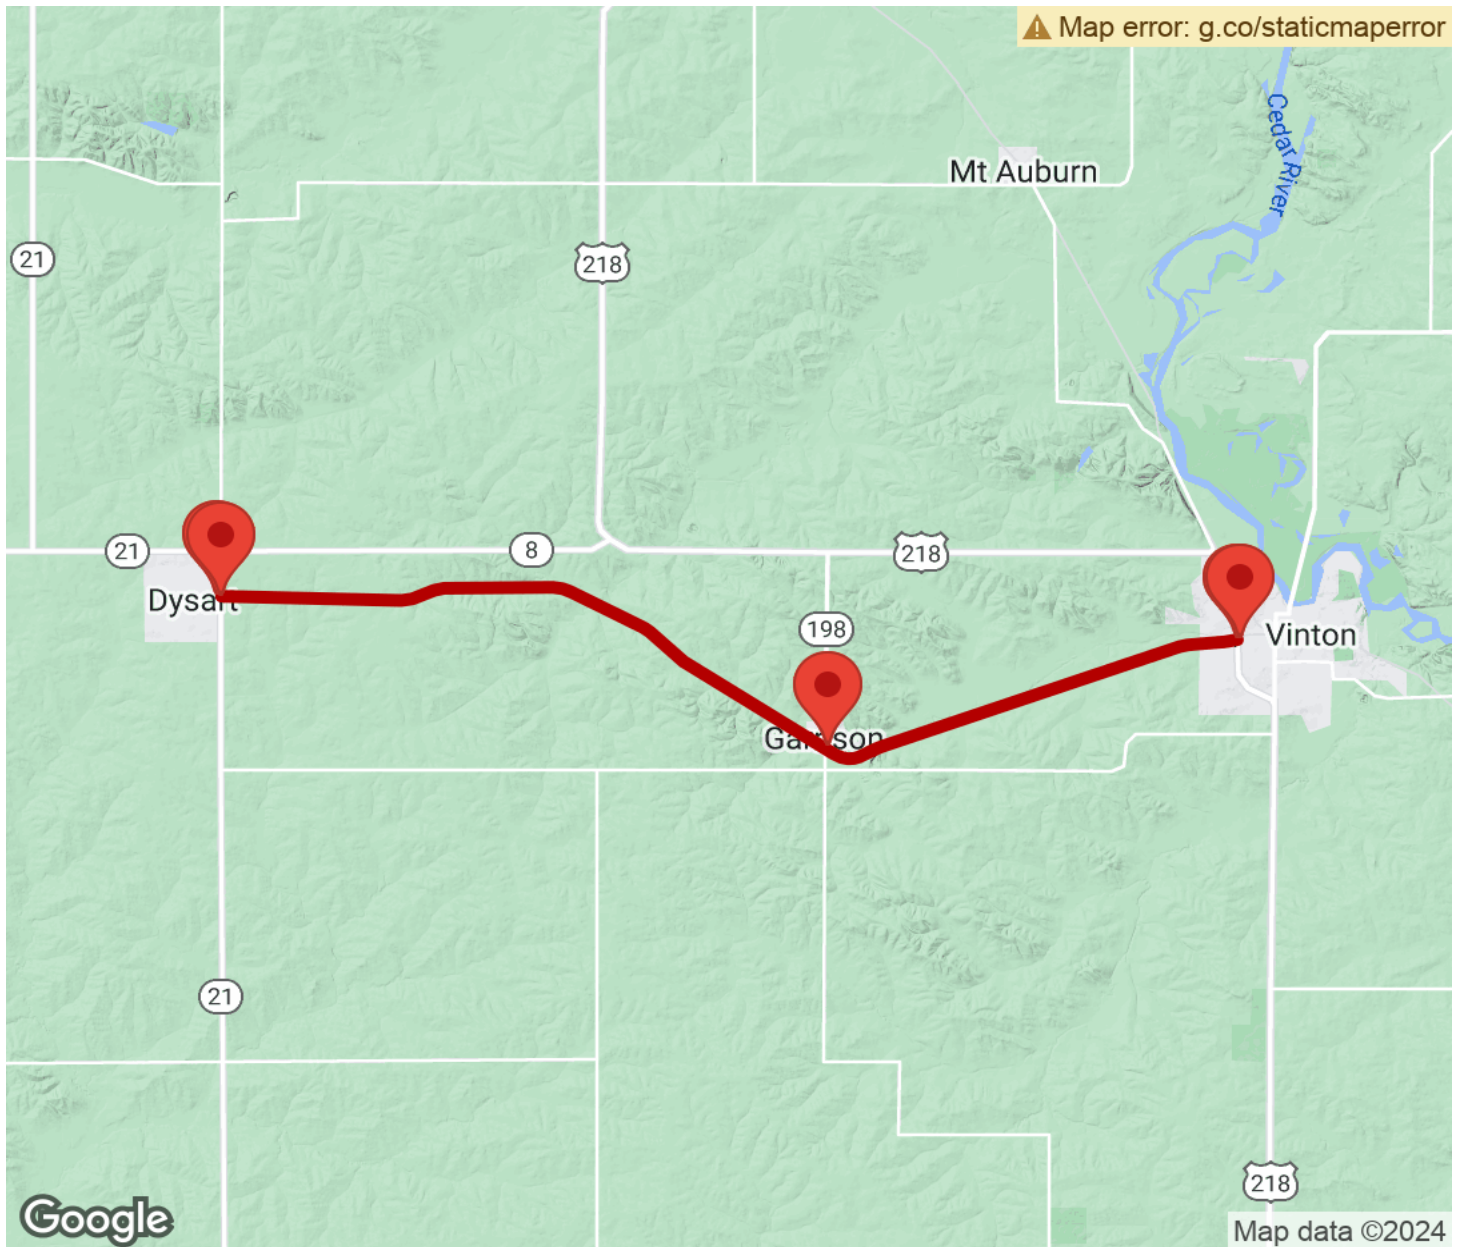 Map error: g.co/staticmaperror
Cedar River
Mt Auburn
21
218
21
8
218
Dysart
198
Vinton
Garrison
21
218
Google
Map data ©2024